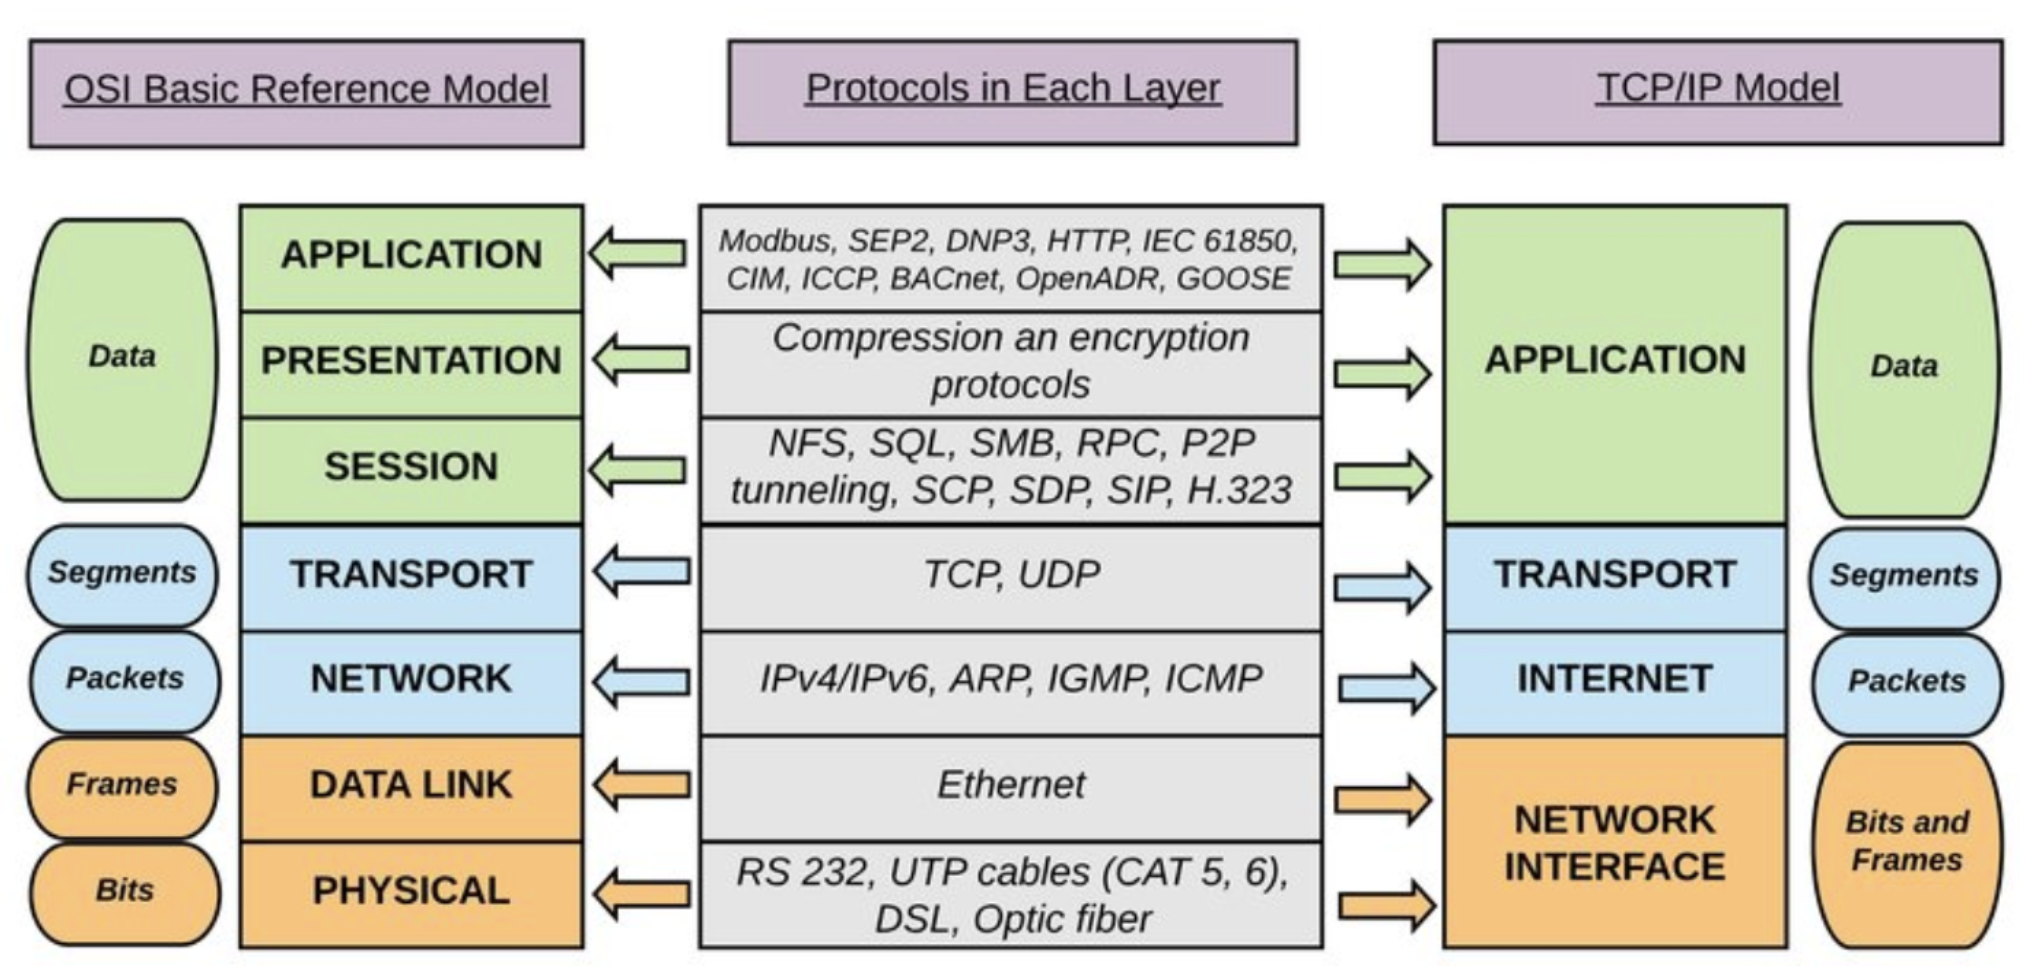 OSI Basic Reference Model
Protocols in Each Layer
TCP/IP Model
Data
APPLICATION
Modbus, SEP2, DNP3, HTTP, IEC 61850,
CIM, ICCP, BACnet, OpenADR, GOOSE
APPLICATION
Data
PRESENTATION
Compression an encryption
protocols
SESSION
NFS, SQL, SMB, RPC, P2P
tunneling, SCP, SDP, SIP, H.323
Segments
TRANSPORT
TCP, UDP
TRANSPORT
Segments
Packets
NETWORK
IPv4/IPv6, ARP, IGMP, ICMP
INTERNET
Packets
Frames
DATA LINK
Ethernet
NETWORK
INTERFACE
Bits and
Frames
Bits
PHYSICAL
RS 232, UTP cables (CAT 5, 6),
DSL, Optic fiber